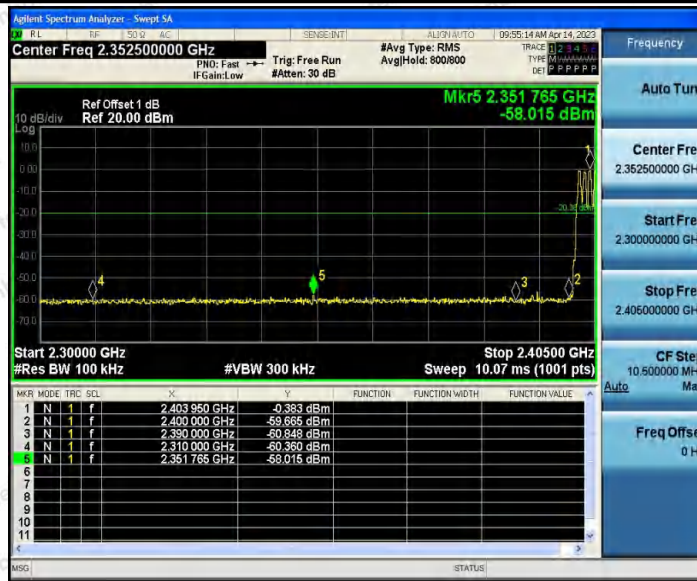 Agilent Spectrum Analyzer - Swept SA
RL RF 50 Ω AC SENSE:INT ALIGN AUTO 09:55:14 AM Apr 14, 2023
Center Freq 2.352500000 GHz
PNO: Fast Trig: Free Run #Avg Type: RMS TRACE 1 2 3 4 5 6
IFGain:Low #Atten: 30 dB Avg|Hold: 800/800 TYPE M
DET P P P P P P
Mkr5 2.351 765 GHz
-58.015 dBm
Ref Offset 1 dB
10 dB/div Ref 20.00 dBm
Log
10.0
0.00
-10.0
-20.0
-30.0
-40.0
-50.0
-60.0
-70.0
1
2
3
4
5
Start 2.30000 GHz Stop 2.40500 GHz
#Res BW 100 kHz #VBW 300 kHz Sweep 10.07 ms (1001 pts)
MKR MODE TRC SCL X Y FUNCTION FUNCTION WIDTH FUNCTION VALUE
1 N 1 f 2.403 950 GHz -0.383 dBm
2 N 1 f 2.400 000 GHz -59.665 dBm
3 N 1 f 2.390 000 GHz -60.848 dBm
4 N 1 f 2.310 000 GHz -60.360 dBm
5 N 1 f 2.351 765 GHz -58.015 dBm
6
7
8
9
10
11
MSG STATUS
Frequency
Auto Tun
Center Fre
2.352500000 GH
Start Fre
2.300000000 GH
Stop Fre
2.405000000 GH
CF Ste
10.500000 MH
Auto Ma
Freq Offse
0 H